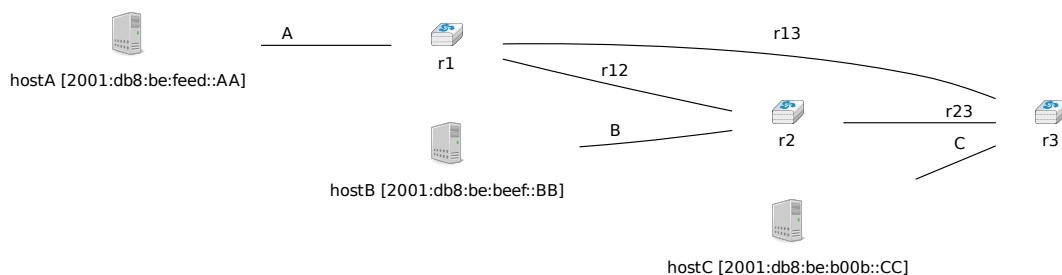 A
r13
r1
hostA [2001:db8:be:feed::AA]
r12
r23
B
r2
C
r3
hostB [2001:db8:be:beef::BB]
hostC [2001:db8:be:b00b::CC]